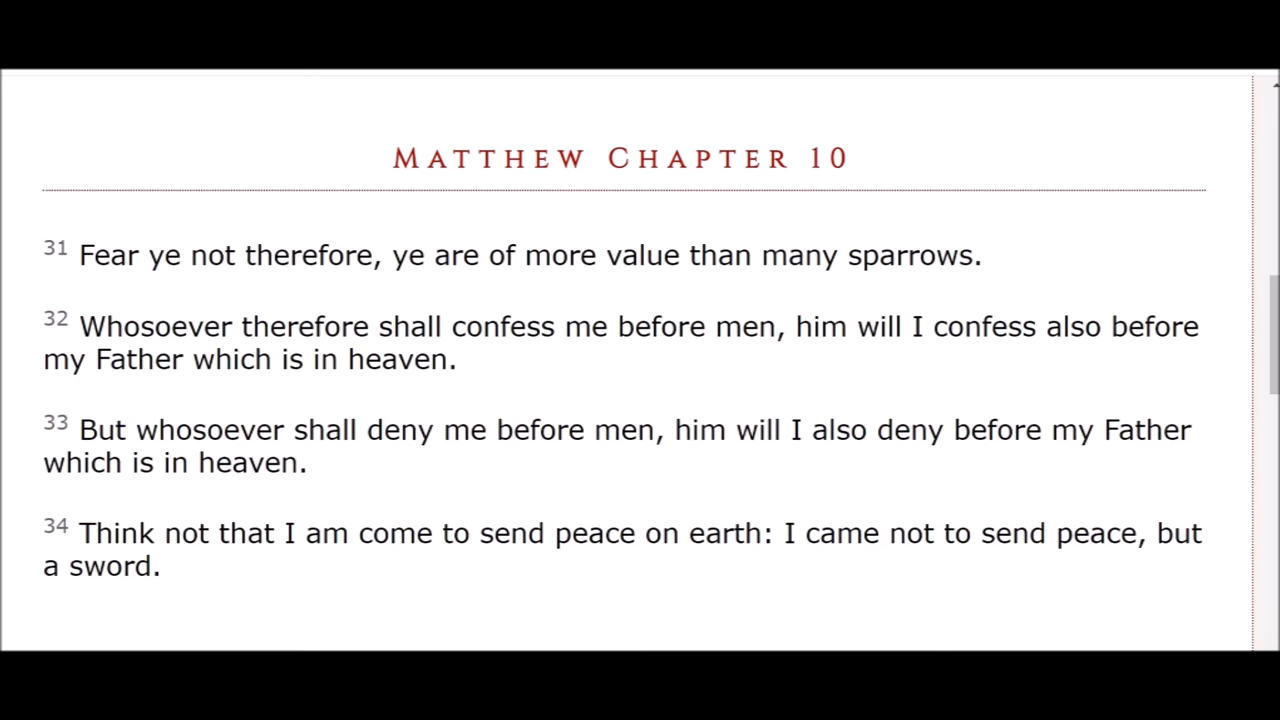 Matthew Chapter 10
31 Fear ye not therefore, ye are of more value than many sparrows.
32 Whosoever therefore shall confess me before men, him will I confess also before
my Father which is in heaven.
33 But whosoever shall deny me before men, him will I also deny before my Father
which is in heaven.
34 Think not that I am come to send peace on earth: I came not to send peace, but
a sword.